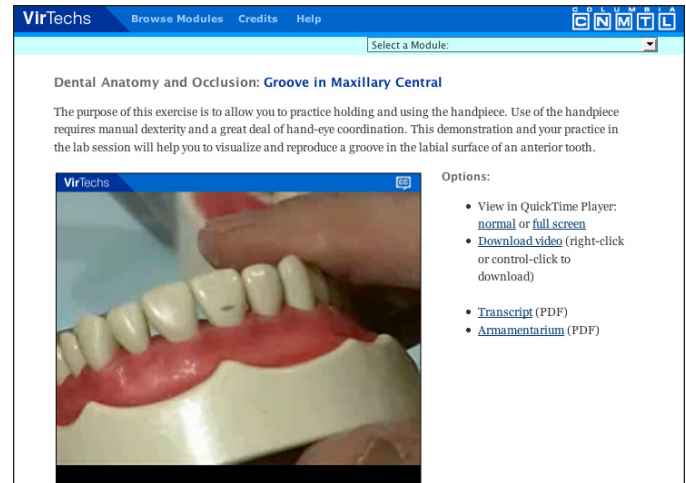 VirTechs Browse Modules Credits Help COLUMBIA CNMTL
Select a Module:
Dental Anatomy and Occlusion: Groove in Maxillary Central
The purpose of this exercise is to allow you to practice holding and using the handpiece. Use of the handpiece
requires manual dexterity and a great deal of hand-eye coordination. This demonstration and your practice in
the lab session will help you to visualize and reproduce a groove in the labial surface of an anterior tooth.
VirTechs CC
Options:
• View in QuickTime Player:
normal or full screen
• Download video (right-click
or control-click to
download)
• Transcript (PDF)
• Armamentarium (PDF)